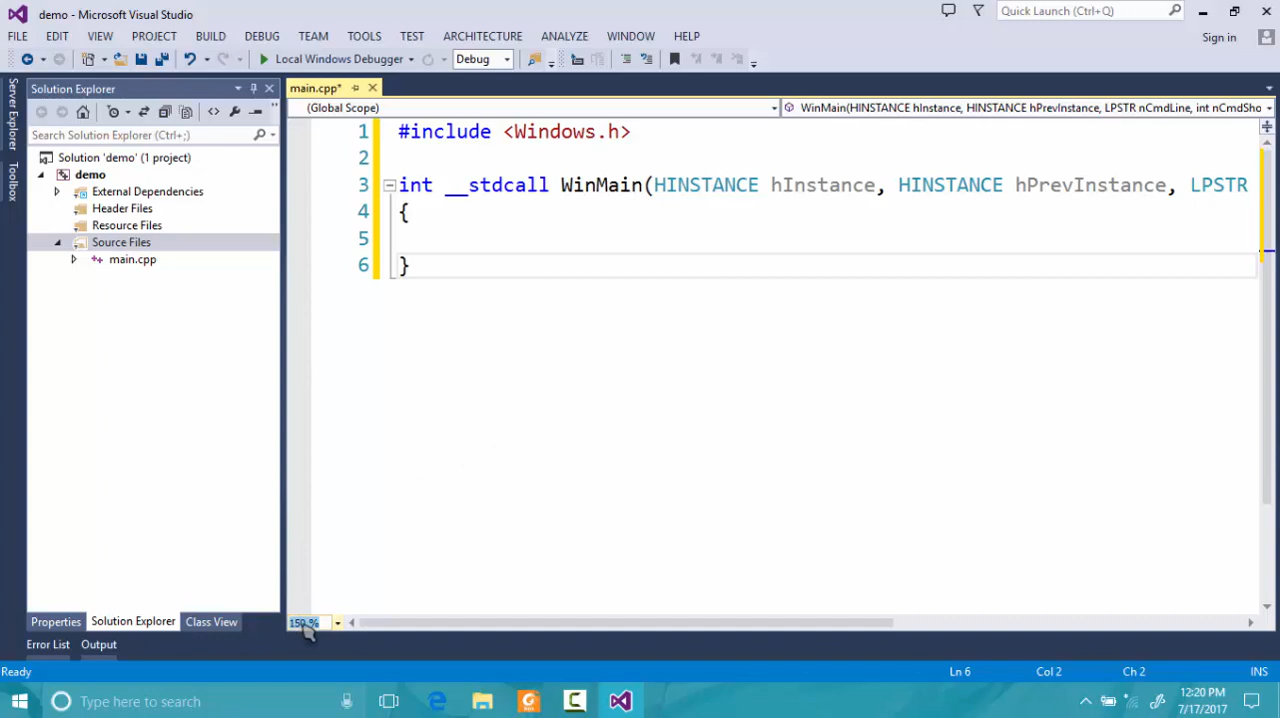 demo - Microsoft Visual Studio
Quick Launch (Ctrl+Q)
FILE EDIT VIEW PROJECT BUILD DEBUG TEAM TOOLS TEST ARCHITECTURE ANALYZE WINDOW HELP
Sign in
Local Windows Debugger
Debug
Server Explorer
Toolbox
Solution Explorer
Search Solution Explorer (Ctrl+;)
Solution 'demo' (1 project)
demo
External Dependencies
Header Files
Resource Files
Source Files
main.cpp
main.cpp*
(Global Scope)
WinMain(HINSTANCE hInstance, HINSTANCE hPrevInstance, LPSTR nCmdLine, int nCmdSho
1 #include <Windows.h>
2
3 int __stdcall WinMain(HINSTANCE hInstance, HINSTANCE hPrevInstance, LPSTR
4 {
5
6 }
150 %
Properties Solution Explorer Class View
Error List Output
Ready
Ln 6 Col 2 Ch 2 INS
Type here to search
12:20 PM
7/17/2017